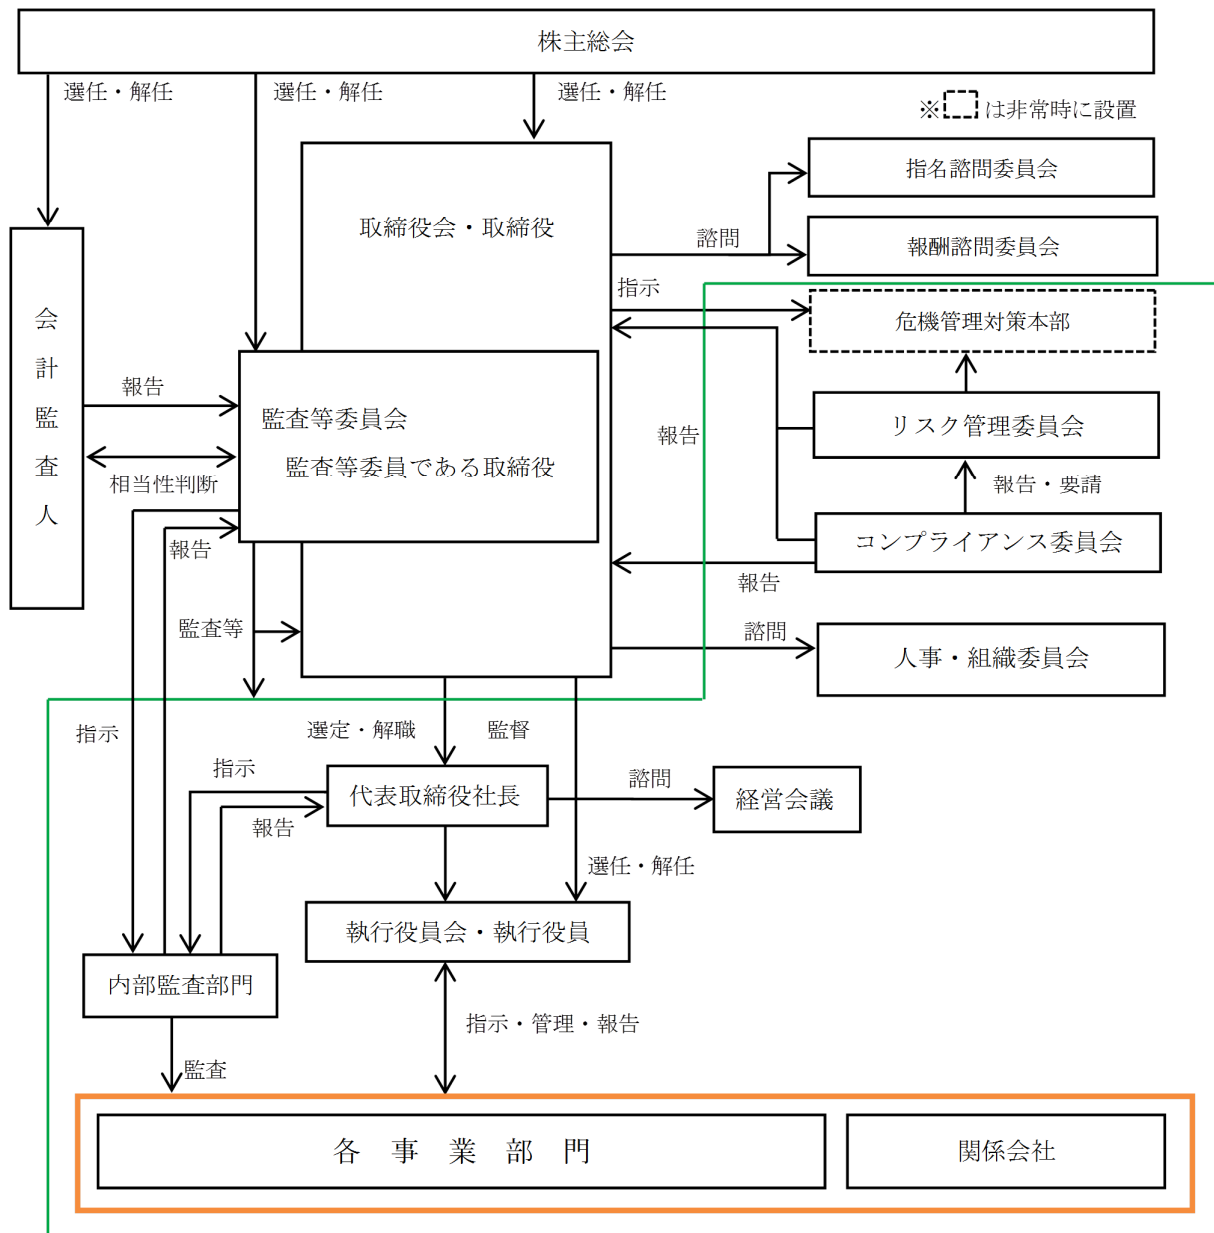 株主総会
選任・解任
選任・解任
選任・解任
※ は非常時に設置
指名諮問委員会
取締役会・取締役
諮問
報酬諮問委員会
指示
危機管理対策本部
会計監査人
報告
監査等委員会
監査等委員である取締役
リスク管理委員会
報告
相当性判断
報告・要請
報告
コンプライアンス委員会
報告
監査等
諮問
人事・組織委員会
指示
選定・解職
監督
指示
代表取締役社長
諮問
経営会議
報告
選任・解任
執行役員会・執行役員
内部監査部門
指示・管理・報告
監査
各事業部門
関係会社